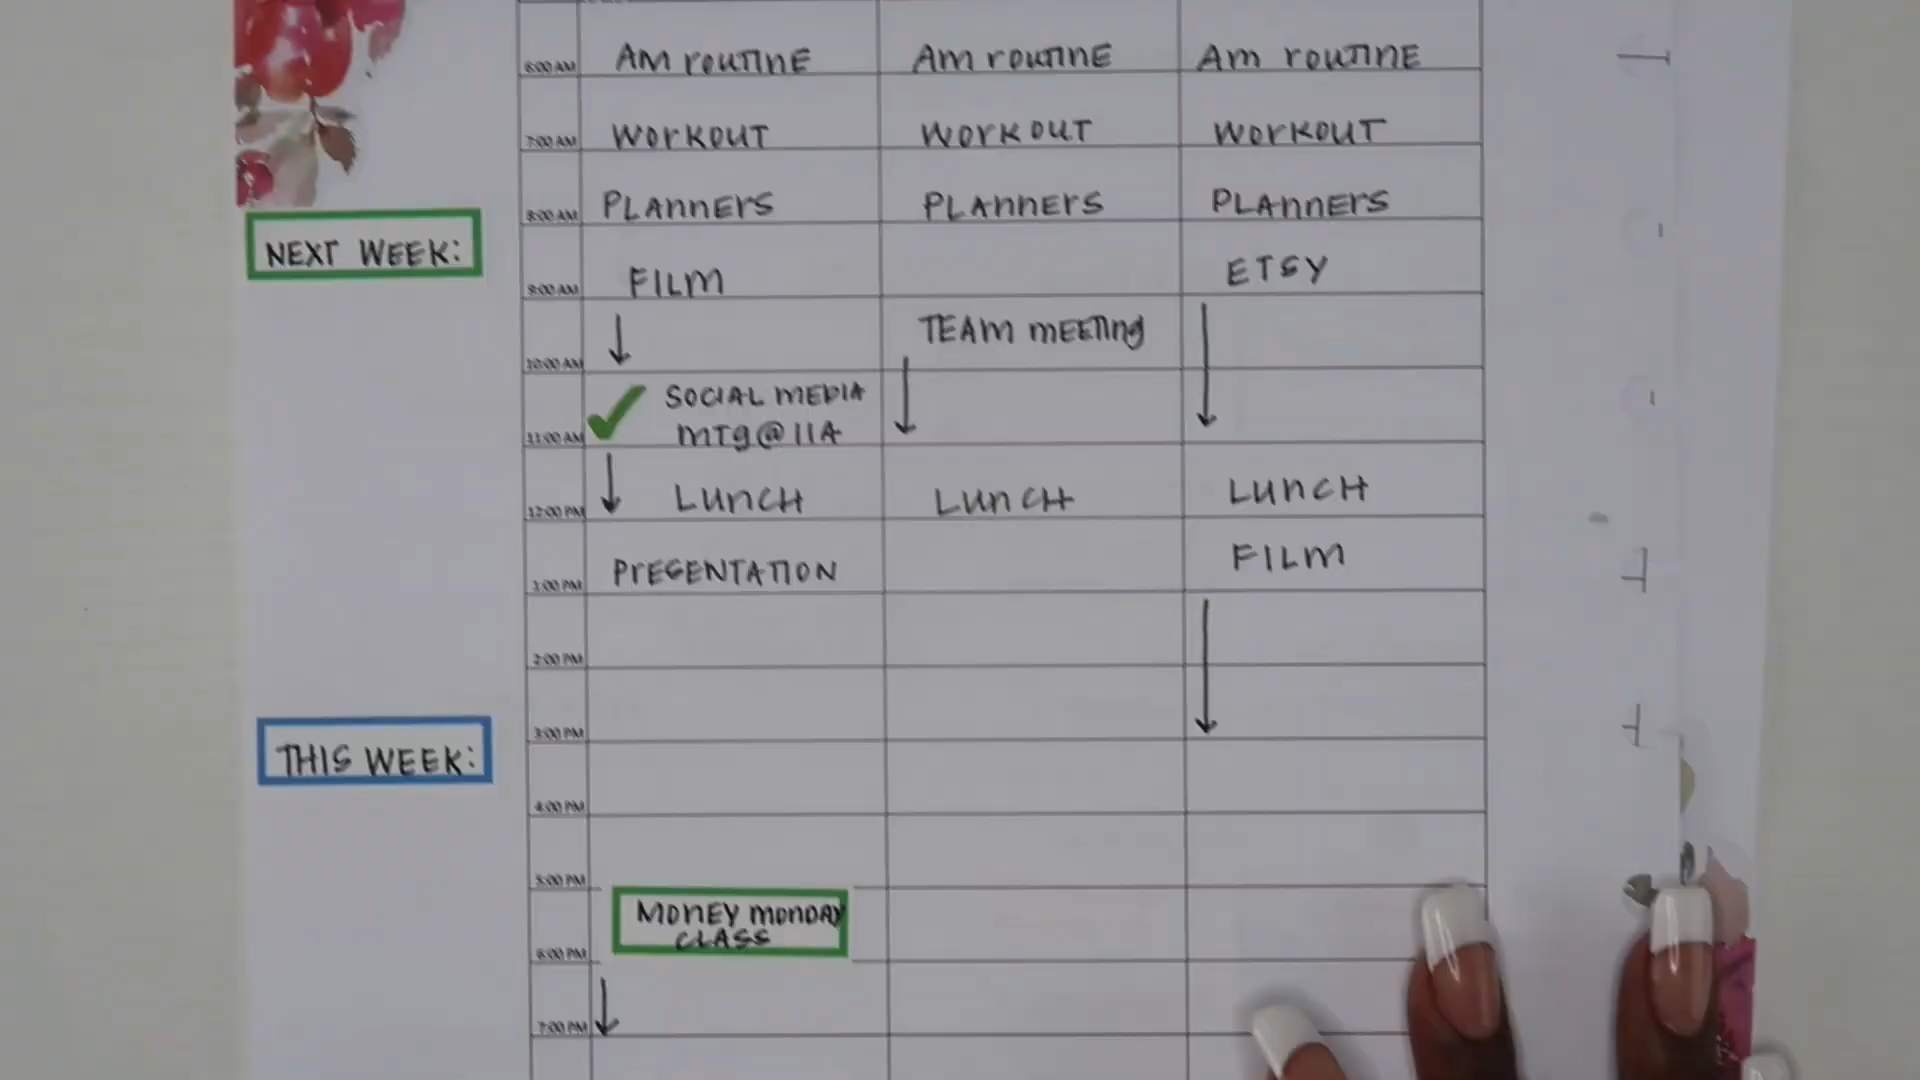 6:00 AM Am routine Am routine Am routine
7:00 AM Workout Workout Workout
8:00 AM Planners Planners Planners
NEXT WEEK:
9:00 AM FILM ETSY
10:00 AM TEAM meeting
SOCIAL MEDIA
11:00 AM mtg@11A
12:00 PM Lunch Lunch Lunch
1:00 PM Presentation FILM
2:00 PM
3:00 PM
THIS WEEK:
4:00 PM
5:00 PM
Money monday
class
6:00 PM
7:00 PM